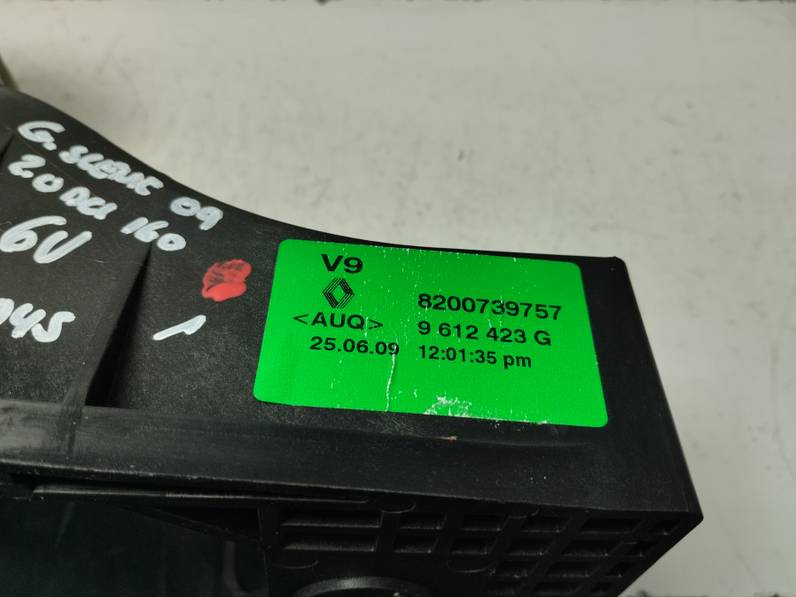 G. SCENIC 09
2.0 DCI 160
6V
V9
8200739757
<AUQ> 9 612 423 G
25.06.09 12:01:35 pm